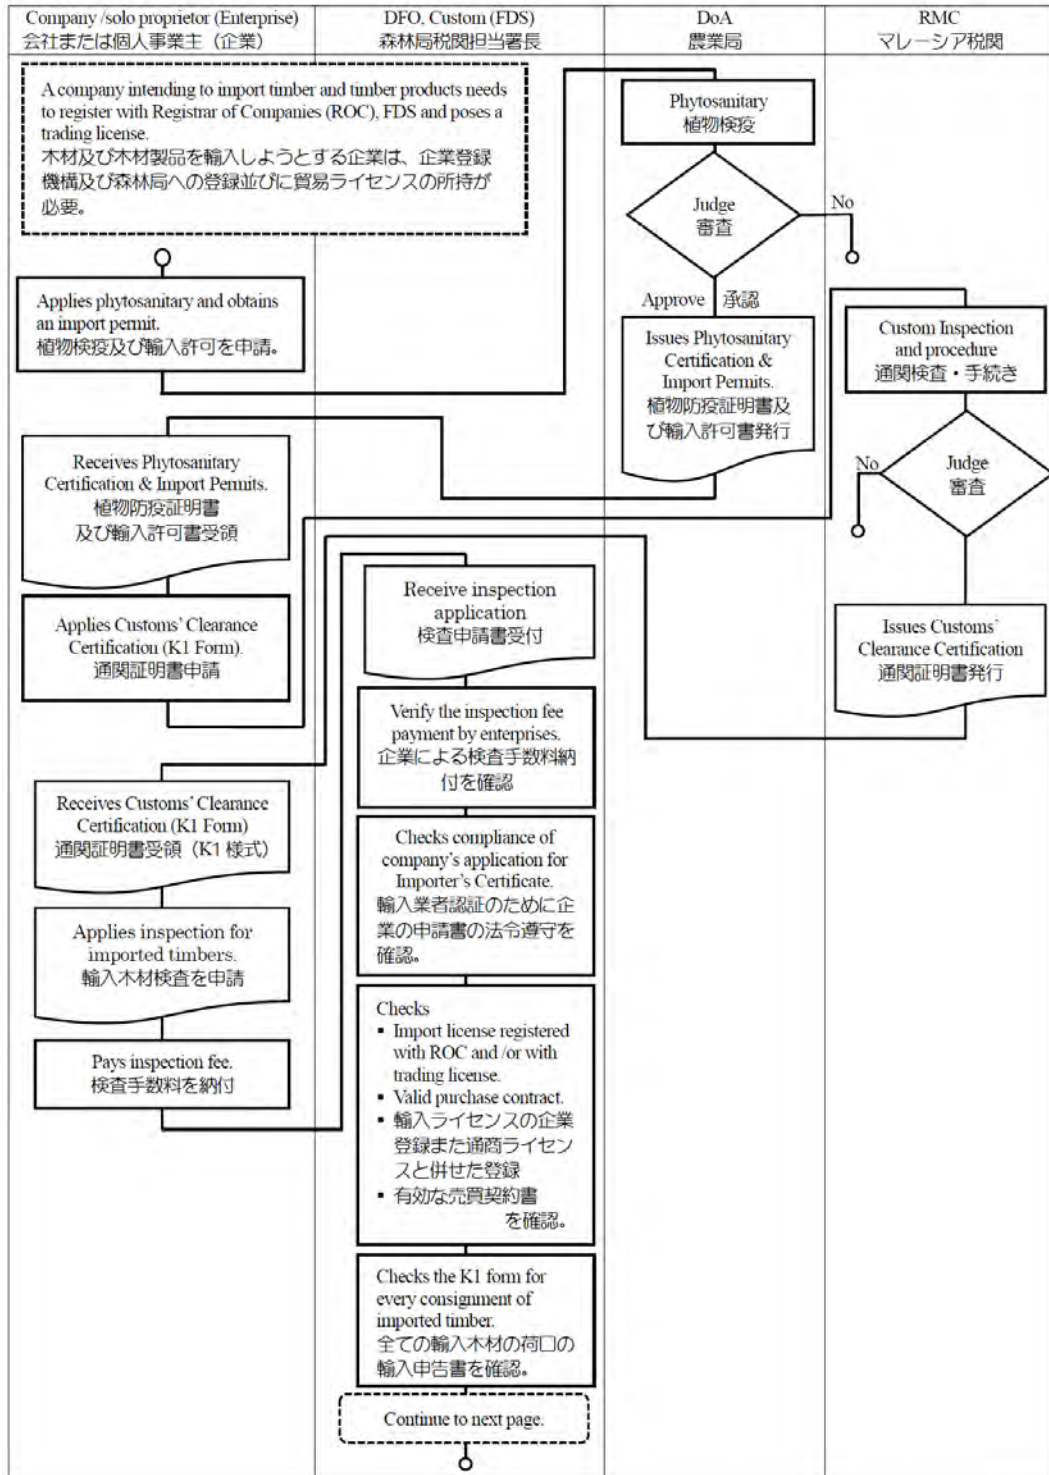 Company /solo proprietor (Enterprise)
会社または個人事業主（企業）
DFO, Custom (FDS)
森林局税関担当署長
DoA
農業局
RMC
マレーシア税関
A company intending to import timber and timber products needs
to register with Registrar of Companies (ROC), FDS and poses a
trading license.
木材及び木材製品を輸入しようとする企業は、企業登録
機構及び森林局への登録並びに貿易ライセンスの所持が
必要。
Applies phytosanitary and obtains
an import permit.
植物検疫及び輸入許可を申請。
Phytosanitary
植物検疫
Judge
審査
No
Approve 承認
Issues Phytosanitary
Certification &
Import Permits.
植物防疫証明書及
び輸入許可書発行
Receives Phytosanitary
Certification & Import Permits.
植物防疫証明書
及び輸入許可書受領
Applies Customs’ Clearance
Certification (K1 Form).
通関証明書申請
Custom Inspection
and procedure
通関検査・手続き
No
Judge
審査
Issues Customs’
Clearance Certification
通関証明書発行
Receives Customs’ Clearance
Certification (K1 Form)
通関証明書受領（K1 様式）
Applies inspection for
imported timbers.
輸入木材検査を申請
Pays inspection fee.
検査手数料を納付
Receive inspection
application
検査申請書受付
Verify the inspection fee
payment by enterprises.
企業による検査手数料納
付を確認
Checks compliance of
company’s application for
Importer’s Certificate.
輸入業者認証のために企
業の申請書の法令遵守を
確認。
Checks
▪ Import license registered
with ROC and /or with
trading license.
▪ Valid purchase contract.
▪ 輸入ライセンスの企業
登録また通商ライセン
スと併せた登録
▪ 有効な売買契約書
を確認。
Checks the K1 form for
every consignment of
imported timber.
全ての輸入木材の荷口の
輸入申告書を確認。
Continue to next page.